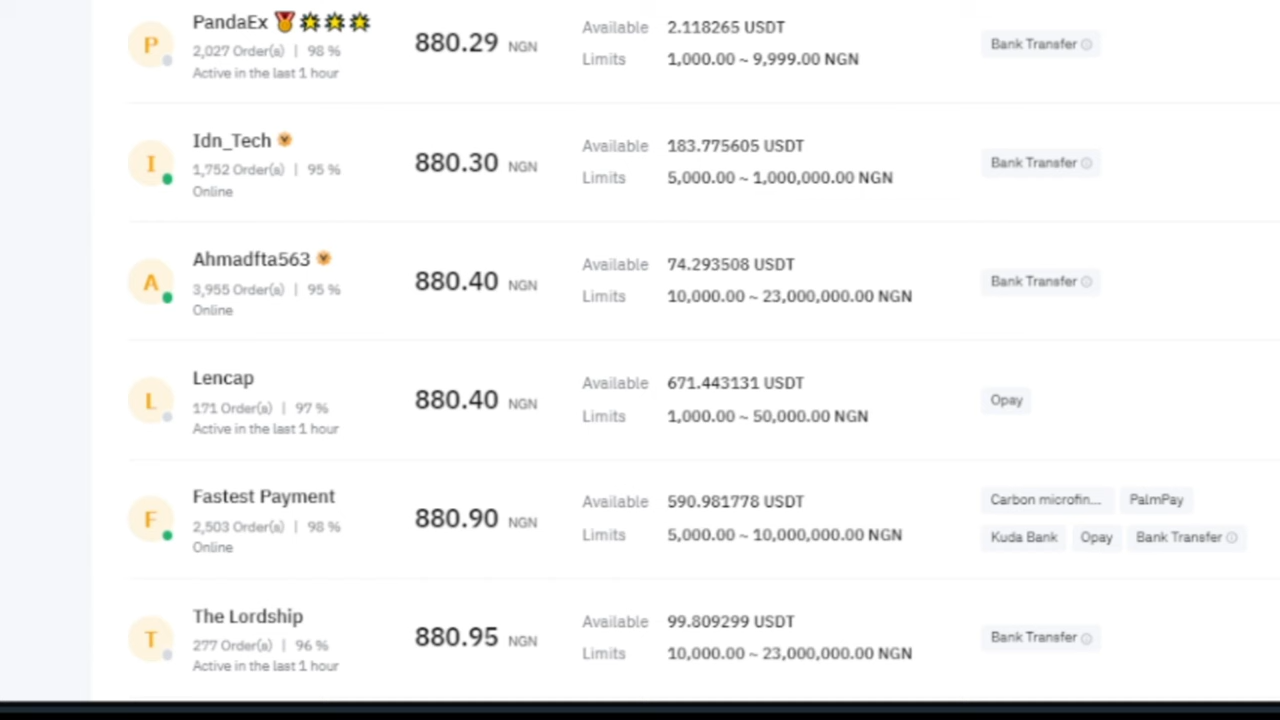 P
PandaEx
2,027 Order(s) | 98 %
Active in the last 1 hour
880.29 NGN
Available 2.118265 USDT
Limits 1,000.00 ~ 9,999.00 NGN
Bank Transfer
I
Idn_Tech
1,752 Order(s) | 95 %
Online
880.30 NGN
Available 183.775605 USDT
Limits 5,000.00 ~ 1,000,000.00 NGN
Bank Transfer
A
Ahmadfta563
3,955 Order(s) | 95 %
Online
880.40 NGN
Available 74.293508 USDT
Limits 10,000.00 ~ 23,000,000.00 NGN
Bank Transfer
L
Lencap
171 Order(s) | 97 %
Active in the last 1 hour
880.40 NGN
Available 671.443131 USDT
Limits 1,000.00 ~ 50,000.00 NGN
Opay
F
Fastest Payment
2,503 Order(s) | 98 %
Online
880.90 NGN
Available 590.981778 USDT
Limits 5,000.00 ~ 10,000,000.00 NGN
Carbon microfin... PalmPay
Kuda Bank Opay Bank Transfer
T
The Lordship
277 Order(s) | 96 %
Active in the last 1 hour
880.95 NGN
Available 99.809299 USDT
Limits 10,000.00 ~ 23,000,000.00 NGN
Bank Transfer